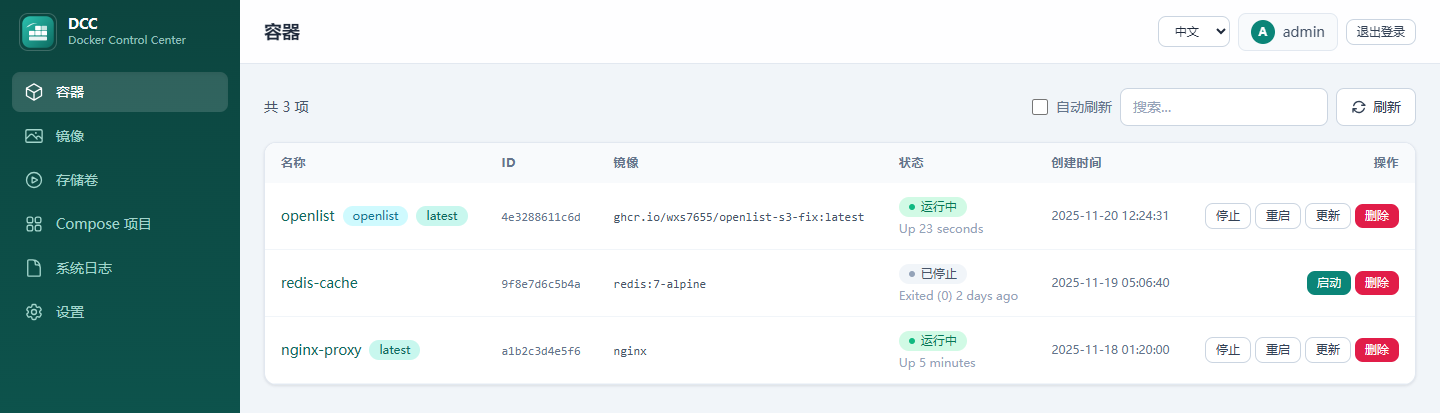 DCC
Docker Control Center
容器
镜像
存储卷
Compose 项目
系统日志
设置
容器
中文
A admin
退出登录
共 3 项
自动刷新
搜索...
刷新
名称 ID 镜像 状态 创建时间 操作
openlist openlist latest 4e3288611c6d ghcr.io/wxs7655/openlist-s3-fix:latest 运行中 2025-11-20 12:24:31 停止 重启 更新 删除
Up 23 seconds
redis-cache 9f8e7d6c5b4a redis:7-alpine 已停止 2025-11-19 05:06:40 启动 删除
Exited (0) 2 days ago
nginx-proxy latest a1b2c3d4e5f6 nginx 运行中 2025-11-18 01:20:00 停止 重启 更新 删除
Up 5 minutes